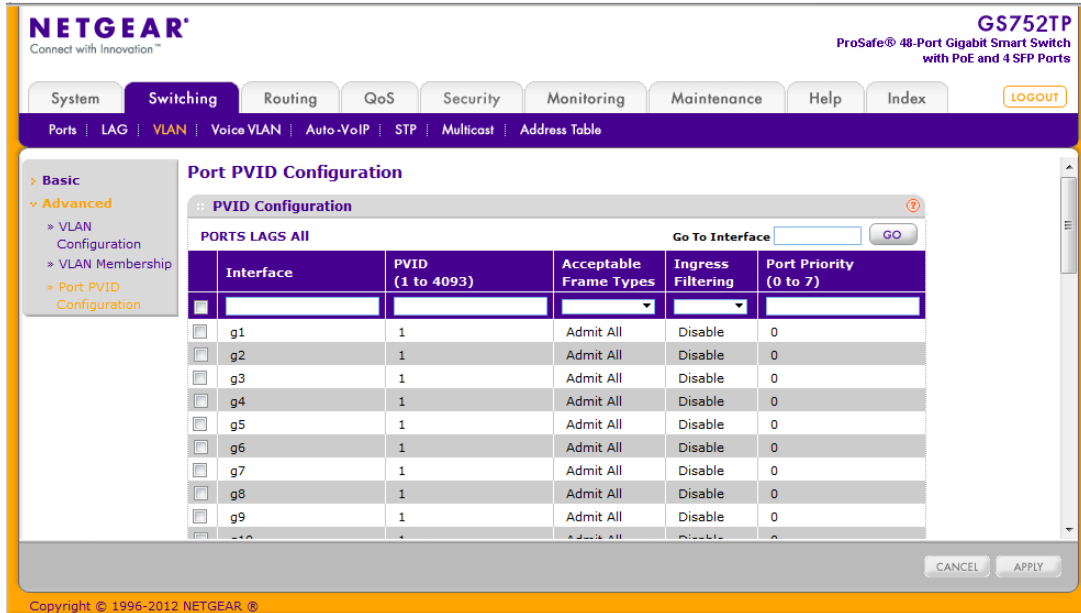 NETGEAR®
Connect with Innovation™
GS752TP
ProSafe® 48-Port Gigabit Smart Switch
with PoE and 4 SFP Ports
System Switching Routing QoS Security Monitoring Maintenance Help Index LOGOUT
Ports | LAG | VLAN | Voice VLAN | Auto-VoIP | STP | Multicast | Address Table
Basic
Advanced
» VLAN
Configuration
» VLAN Membership
» Port PVID
Configuration
Port PVID Configuration
PVID Configuration ?
PORTS LAGS All Go To Interface GO
Interface PVID (1 to 4093) Acceptable Frame Types Ingress Filtering Port Priority (0 to 7)
g1 1 Admit All Disable 0
g2 1 Admit All Disable 0
g3 1 Admit All Disable 0
g4 1 Admit All Disable 0
g5 1 Admit All Disable 0
g6 1 Admit All Disable 0
g7 1 Admit All Disable 0
g8 1 Admit All Disable 0
g9 1 Admit All Disable 0
CANCEL APPLY
Copyright © 1996-2012 NETGEAR ®